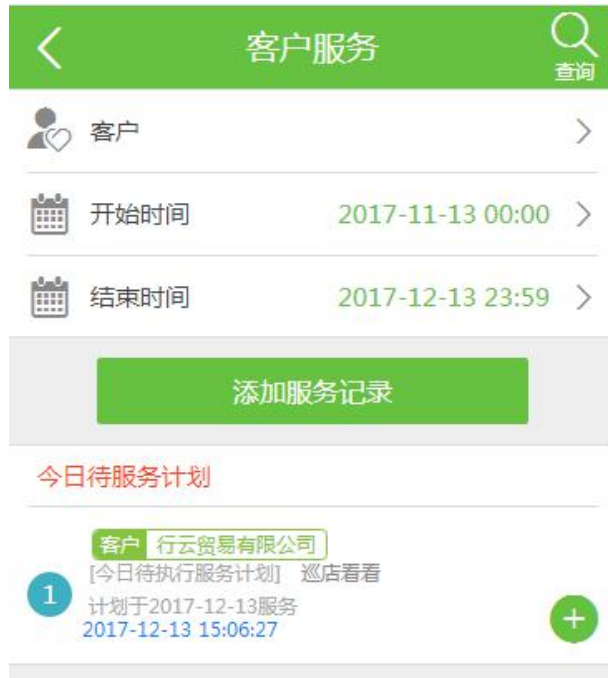 客户服务
查询
客户
开始时间 2017-11-13 00:00
结束时间 2017-12-13 23:59
添加服务记录
今日待服务计划
客户 行云贸易有限公司
[今日待执行服务计划] 巡店看看
1
计划于2017-12-13服务
2017-12-13 15:06:27